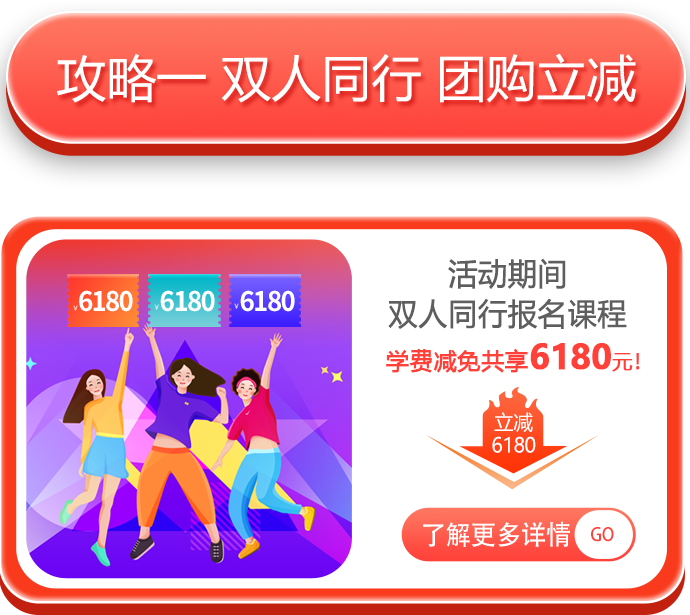 攻略一 双人同行 团购立减
¥6180 ¥6180 ¥6180
活动期间
双人同行报名课程
学费减免共享6180元!
立减
6180
了解更多详情 GO